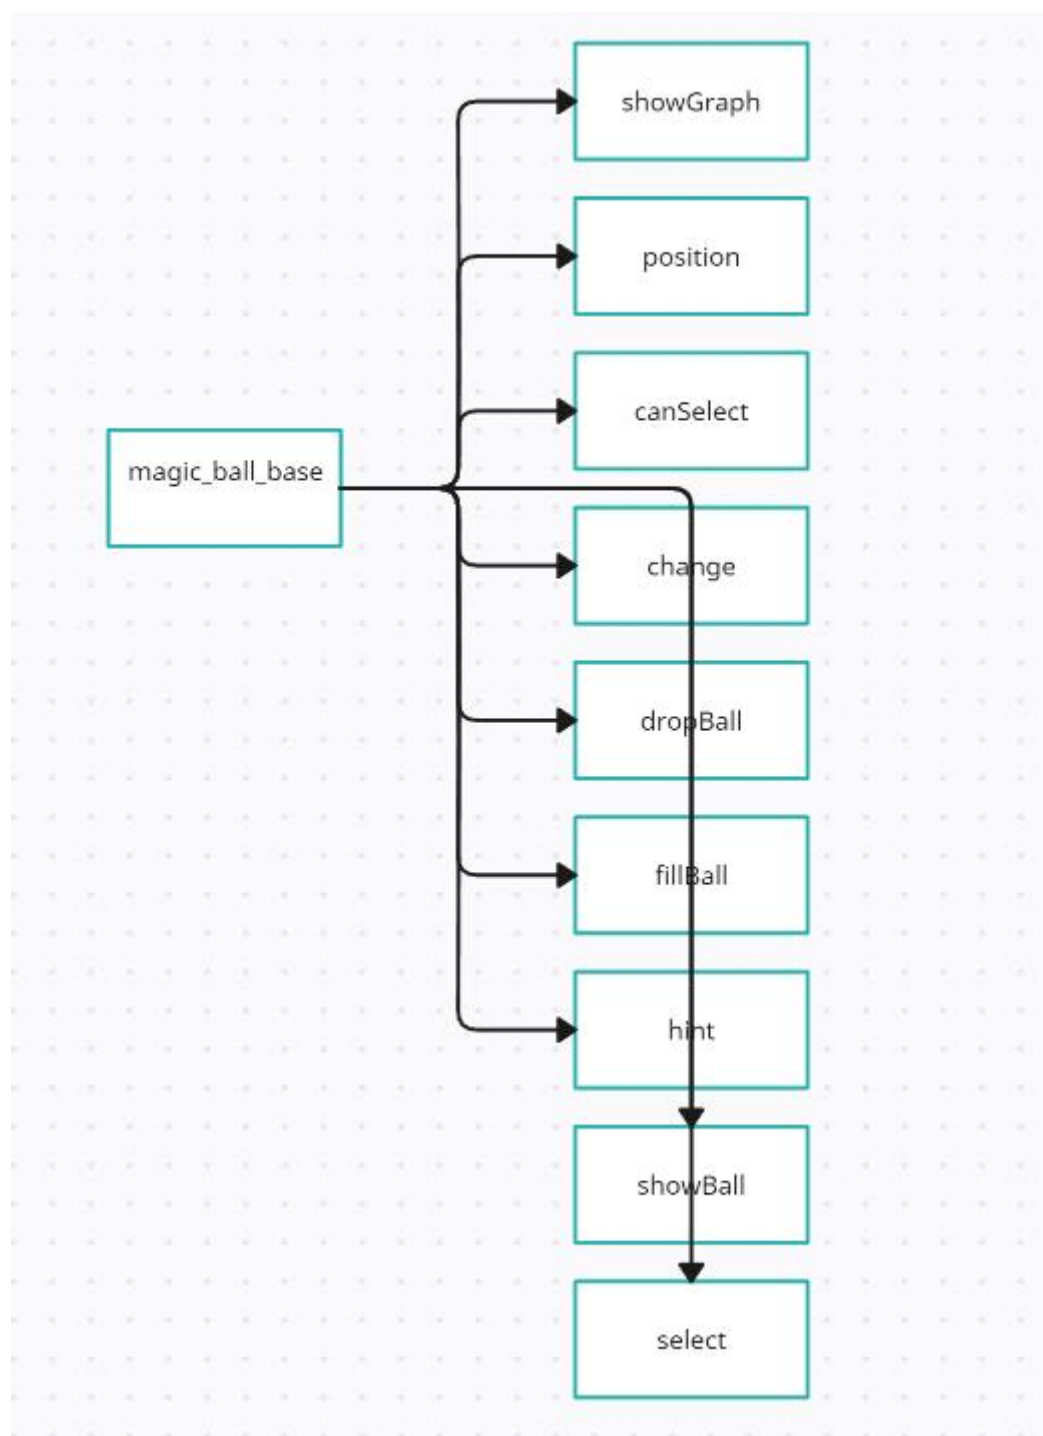 showGraph
position
canSelect
magic_ball_base
change
dropBall
fillBall
hint
showBall
select